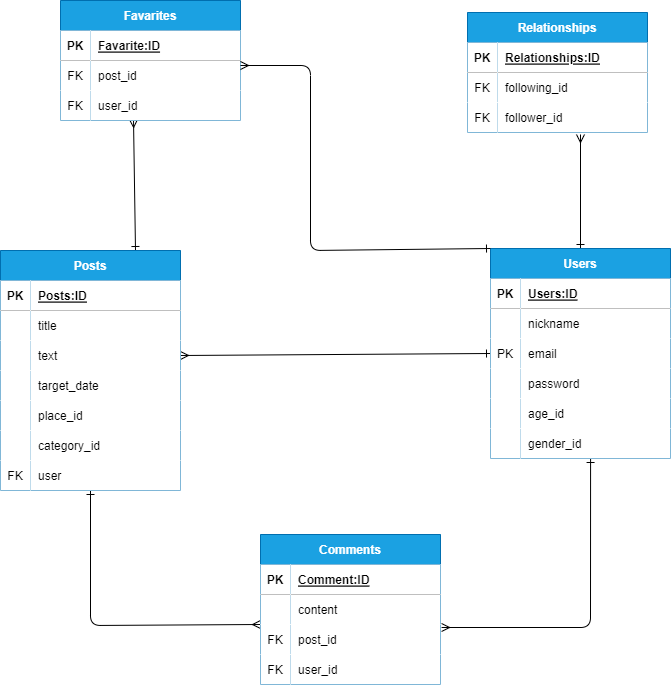 Favarites
PK Favarite:ID
FK post_id
FK user_id
Relationships
PK Relationships:ID
FK following_id
FK follower_id
Posts
PK Posts:ID
title
text
target_date
place_id
category_id
FK user
Users
PK Users:ID
nickname
PK email
password
age_id
gender_id
Comments
PK Comment:ID
content
FK post_id
FK user_id